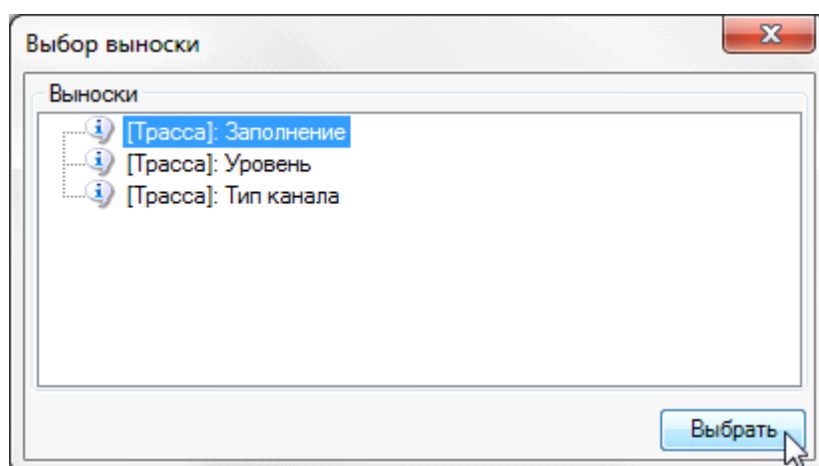 Выбор выноски
Выноски
[Трасса]: Заполнение
[Трасса]: Уровень
[Трасса]: Тип канала
Выбрать